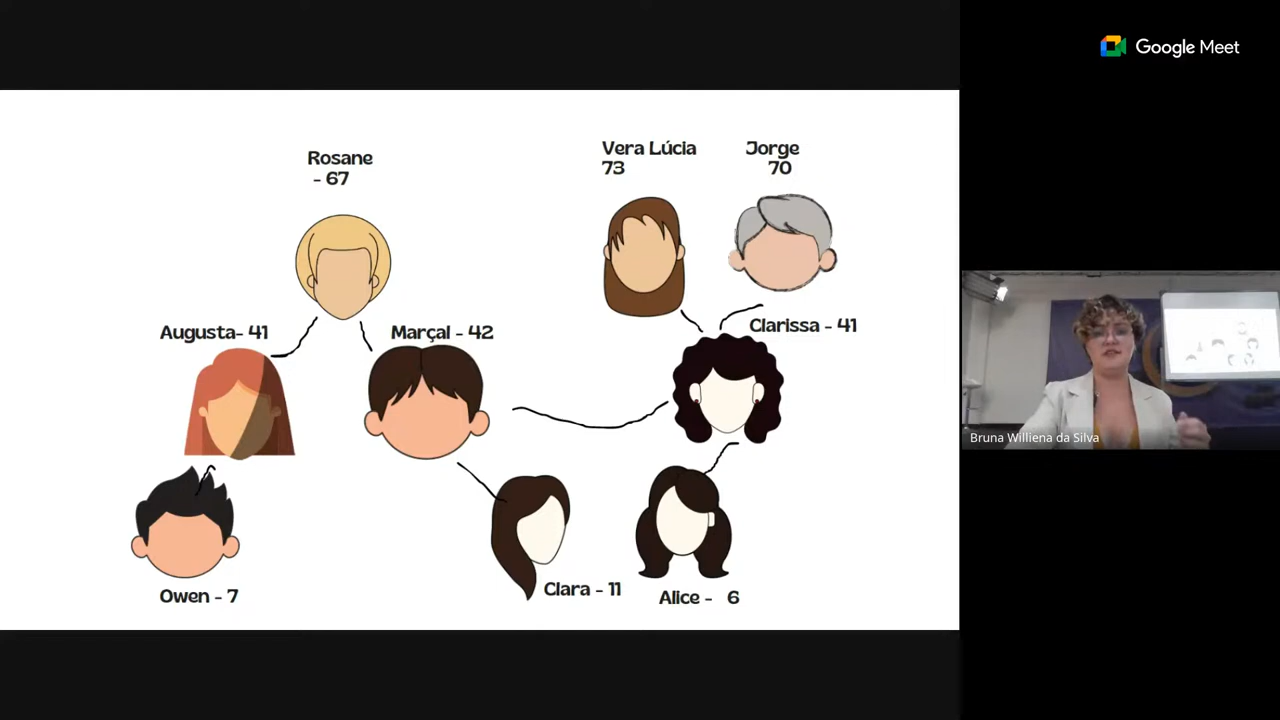 Google Meet
Rosane
- 67
Vera Lúcia
73
Jorge
70
Augusta- 41
Marçal - 42
Clarissa - 41
Owen - 7
Clara - 11
Alice - 6
Bruna Williena da Silva